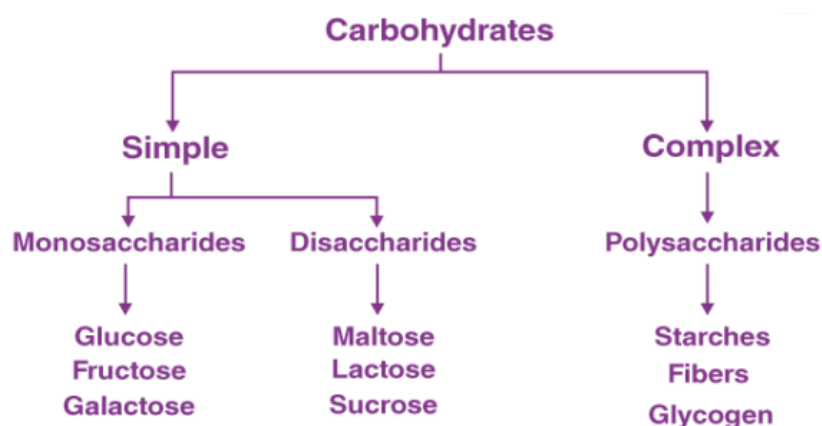 Carbohydrates
Simple
Complex
Monosaccharides
Disaccharides
Polysaccharides
Glucose
Fructose
Galactose
Maltose
Lactose
Sucrose
Starches
Fibers
Glycogen